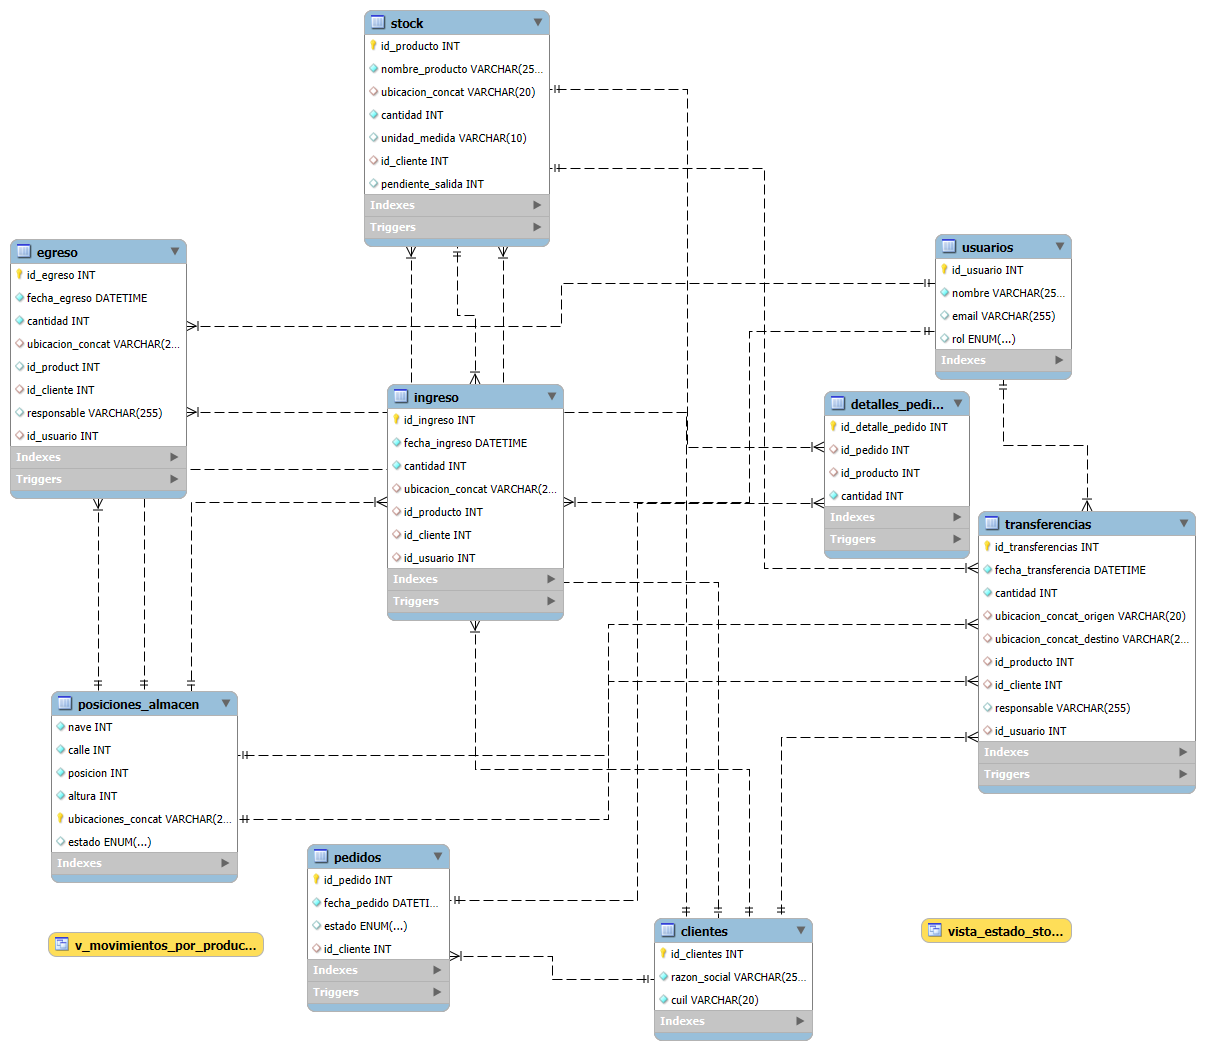 stock
id_producto INT
nombre_producto VARCHAR(25...
ubicacion_concat VARCHAR(20)
cantidad INT
unidad_medida VARCHAR(10)
id_cliente INT
pendiente_salida INT
Indexes
Triggers
egreso
id_egreso INT
fecha_egreso DATETIME
cantidad INT
ubicacion_concat VARCHAR(2...
id_product INT
id_cliente INT
responsable VARCHAR(255)
id_usuario INT
Indexes
Triggers
usuarios
id_usuario INT
nombre VARCHAR(25...
email VARCHAR(255)
rol ENUM(...)
Indexes
ingreso
id_ingreso INT
fecha_ingreso DATETIME
cantidad INT
ubicacion_concat VARCHAR(2...
id_producto INT
id_cliente INT
id_usuario INT
Indexes
Triggers
detalles_pedi...
id_detalle_pedido INT
id_pedido INT
id_producto INT
cantidad INT
Indexes
Triggers
transferencias
id_transferencias INT
fecha_transferencia DATETIME
cantidad INT
ubicacion_concat_origen VARCHAR(20)
ubicacion_concat_destino VARCHAR(2...
id_producto INT
id_cliente INT
responsable VARCHAR(255)
id_usuario INT
Indexes
Triggers
posiciones_almacen
nave INT
calle INT
posicion INT
altura INT
ubicaciones_concat VARCHAR(2...
estado ENUM(...)
Indexes
pedidos
id_pedido INT
fecha_pedido DATETI...
estado ENUM(...)
id_cliente INT
Indexes
Triggers
clientes
id_clientes INT
razon_social VARCHAR(25...
cuil VARCHAR(20)
Indexes
v_movimientos_por_produc...
vista_estado_sto...